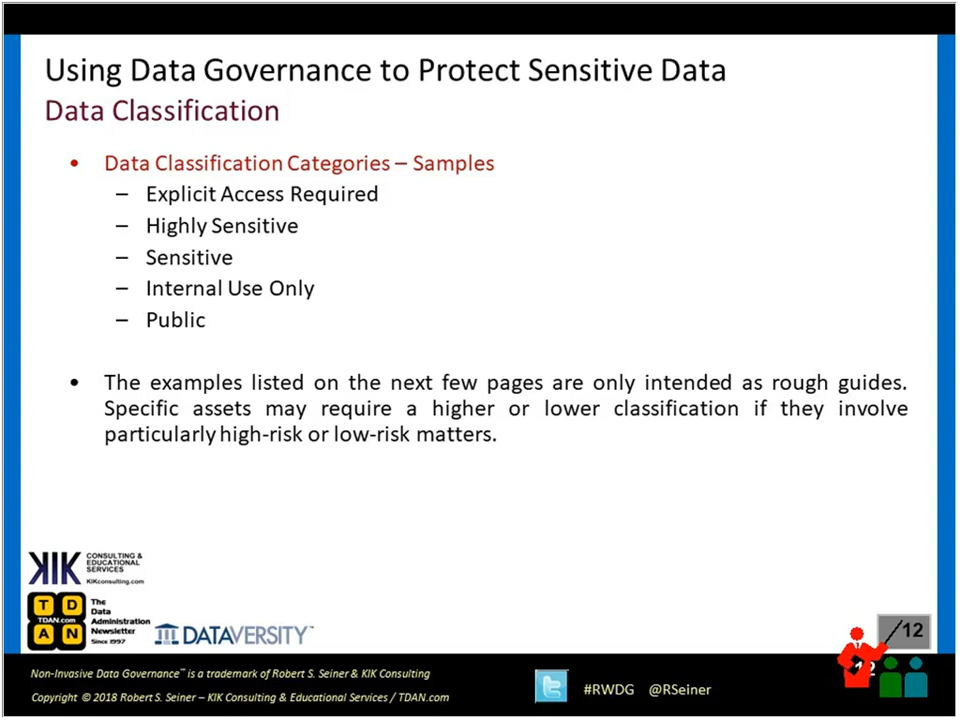 Using Data Governance to Protect Sensitive Data
Data Classification
• Data Classification Categories – Samples
– Explicit Access Required
– Highly Sensitive
– Sensitive
– Internal Use Only
– Public
• The examples listed on the next few pages are only intended as rough guides.
Specific assets may require a higher or lower classification if they involve
particularly high-risk or low-risk matters.
KIK
CONSULTING &
EDUCATIONAL
SERVICES
KIKconsulting.com
T D
TDAN.com
A N
The
Data
Administration
Newsletter
Since 1997
DATAVERSITY™
/12
12
Non-Invasive Data Governance™ is a trademark of Robert S. Seiner & KIK Consulting
Copyright © 2018 Robert S. Seiner – KIK Consulting & Educational Services / TDAN.com
#RWDG @RSeiner